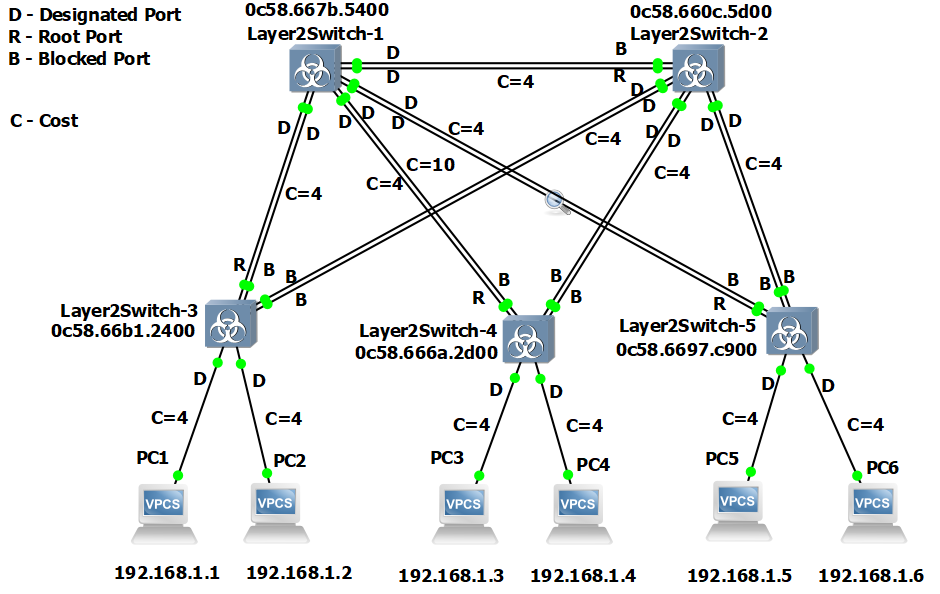 D - Designated Port
R - Root Port
B - Blocked Port
C - Cost
0c58.667b.5400
Layer2Switch-1
0c58.660c.5d00
Layer2Switch-2
D
B
C=4
D
R
D
D
D
D
D
D
D
D
D
D
D
D
D
C=4
C=4
C=4
C=10
C=4
C=4
C=4
R
B
B
B
R
B
B
B
B
R
B
B
Layer2Switch-3
0c58.66b1.2400
Layer2Switch-4
0c58.666a.2d00
Layer2Switch-5
0c58.6697.c900
D
D
D
D
D
D
C=4
C=4
C=4
C=4
C=4
C=4
PC1
PC2
PC3
PC4
PC5
PC6
VPCS
VPCS
VPCS
VPCS
VPCS
VPCS
192.168.1.1
192.168.1.2
192.168.1.3
192.168.1.4
192.168.1.5
192.168.1.6